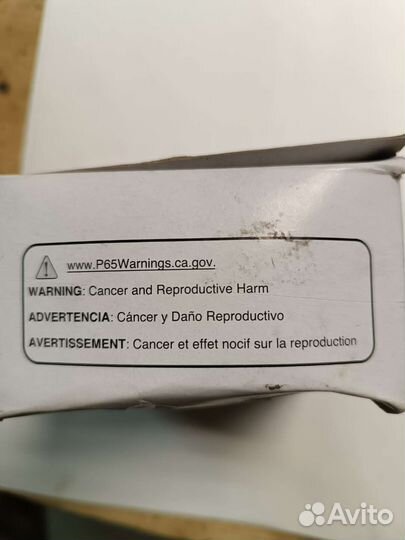 www.P65Warnings.ca.gov.
WARNING: Cancer and Reproductive Harm
ADVERTENCIA: Cáncer y Daño Reproductivo
AVERTISSEMENT: Cancer et effet nocif sur la reproduction
Avito